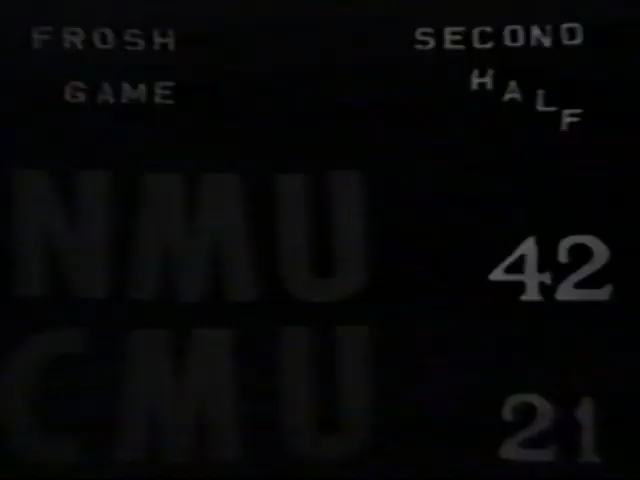 FROSH
GAME
SECOND
HALF
NMU 42
CMU 21